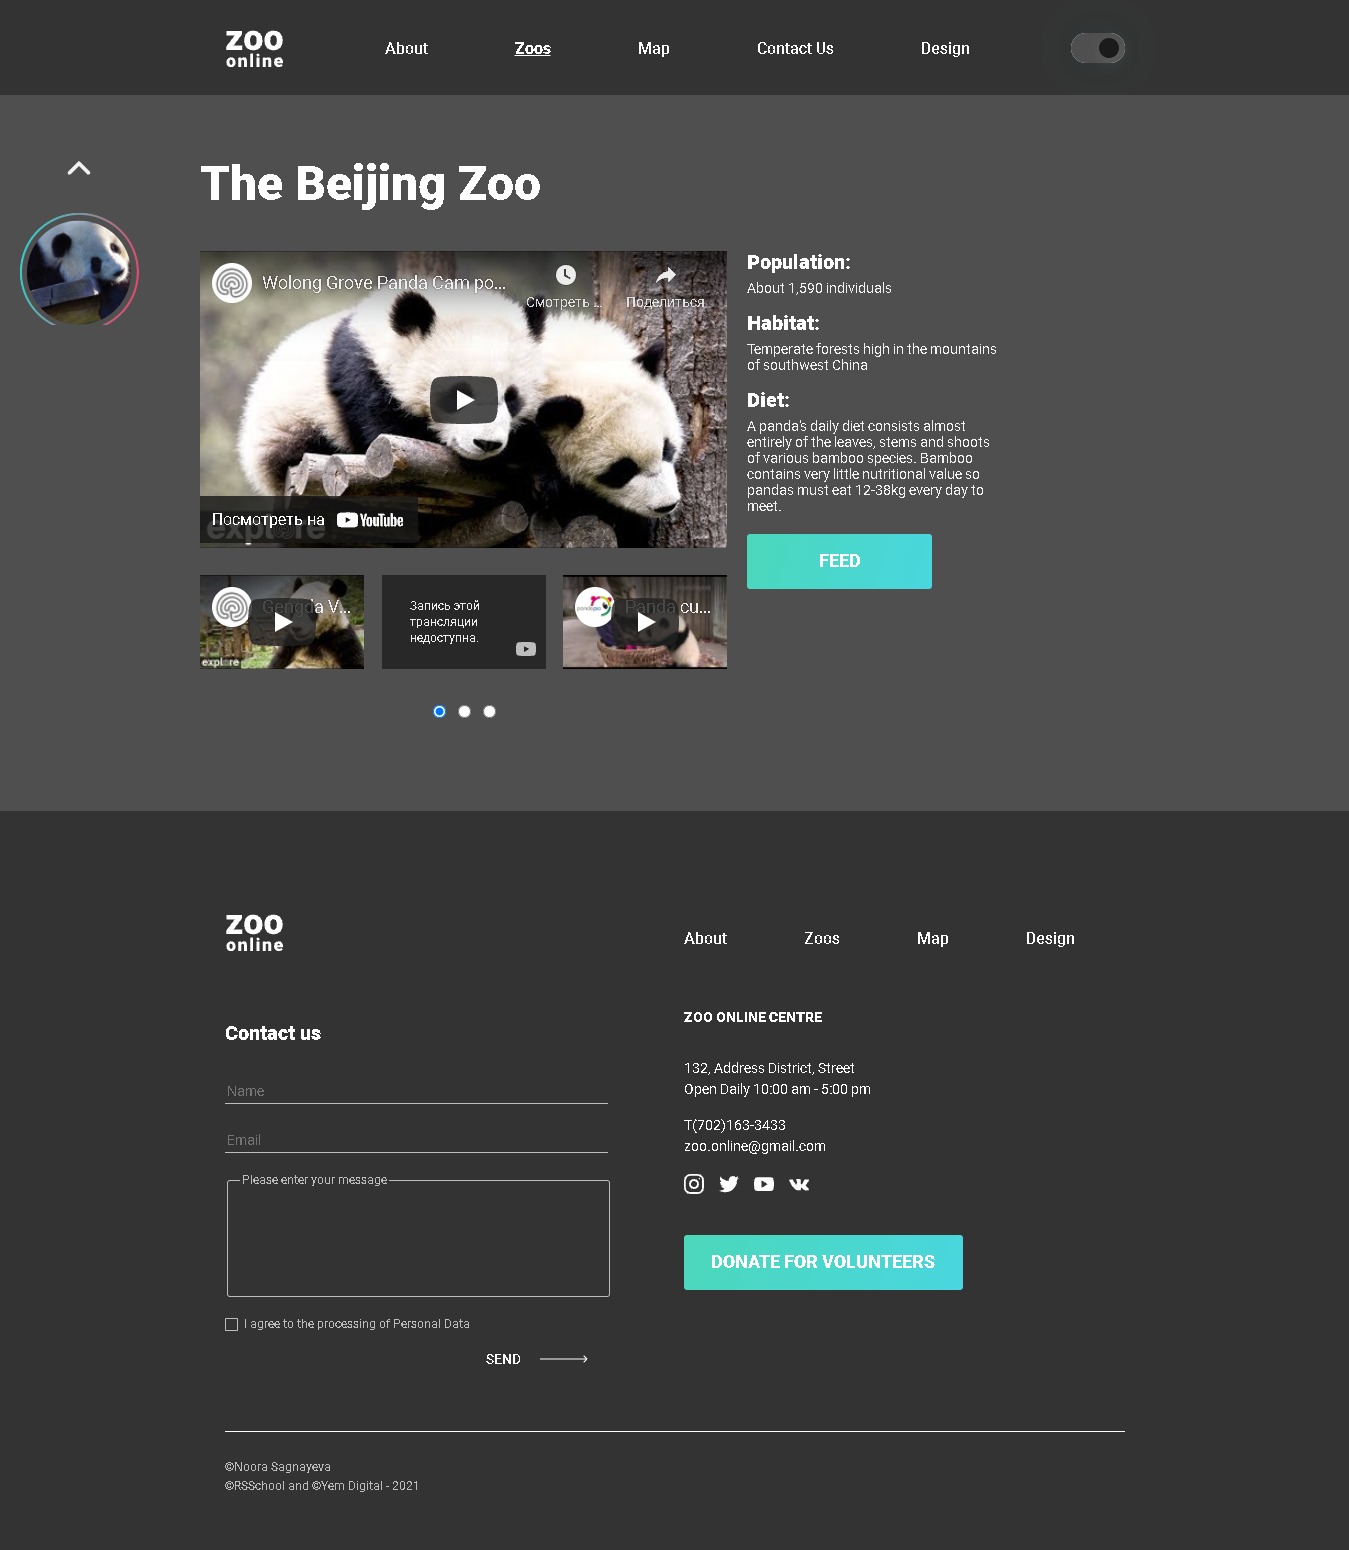 ZOO
online
About
Zoos
Map
Contact Us
Design
The Beijing Zoo
Wolong Grove Panda Cam po...
Смотреть ...
Поделиться
Посмотреть на YouTube
explore
Population:
About 1,590 individuals
Habitat:
Temperate forests high in the mountains
of southwest China
Diet:
A panda's daily diet consists almost
entirely of the leaves, stems and shoots
of various bamboo species. Bamboo
contains very little nutritional value so
pandas must eat 12-38kg every day to
meet.
FEED
Gengda V...
explore
Запись этой
трансляции
недоступна.
Panda cu...
ZOO
online
About
Zoos
Map
Design
Contact us
Name
Email
Please enter your message
I agree to the processing of Personal Data
SEND
ZOO ONLINE CENTRE
132, Address District, Street
Open Daily 10:00 am - 5:00 pm
T(702)163-3433
zoo.online@gmail.com
DONATE FOR VOLUNTEERS
©Noora Sagnayeva
©RSSchool and ©Yem Digital - 2021